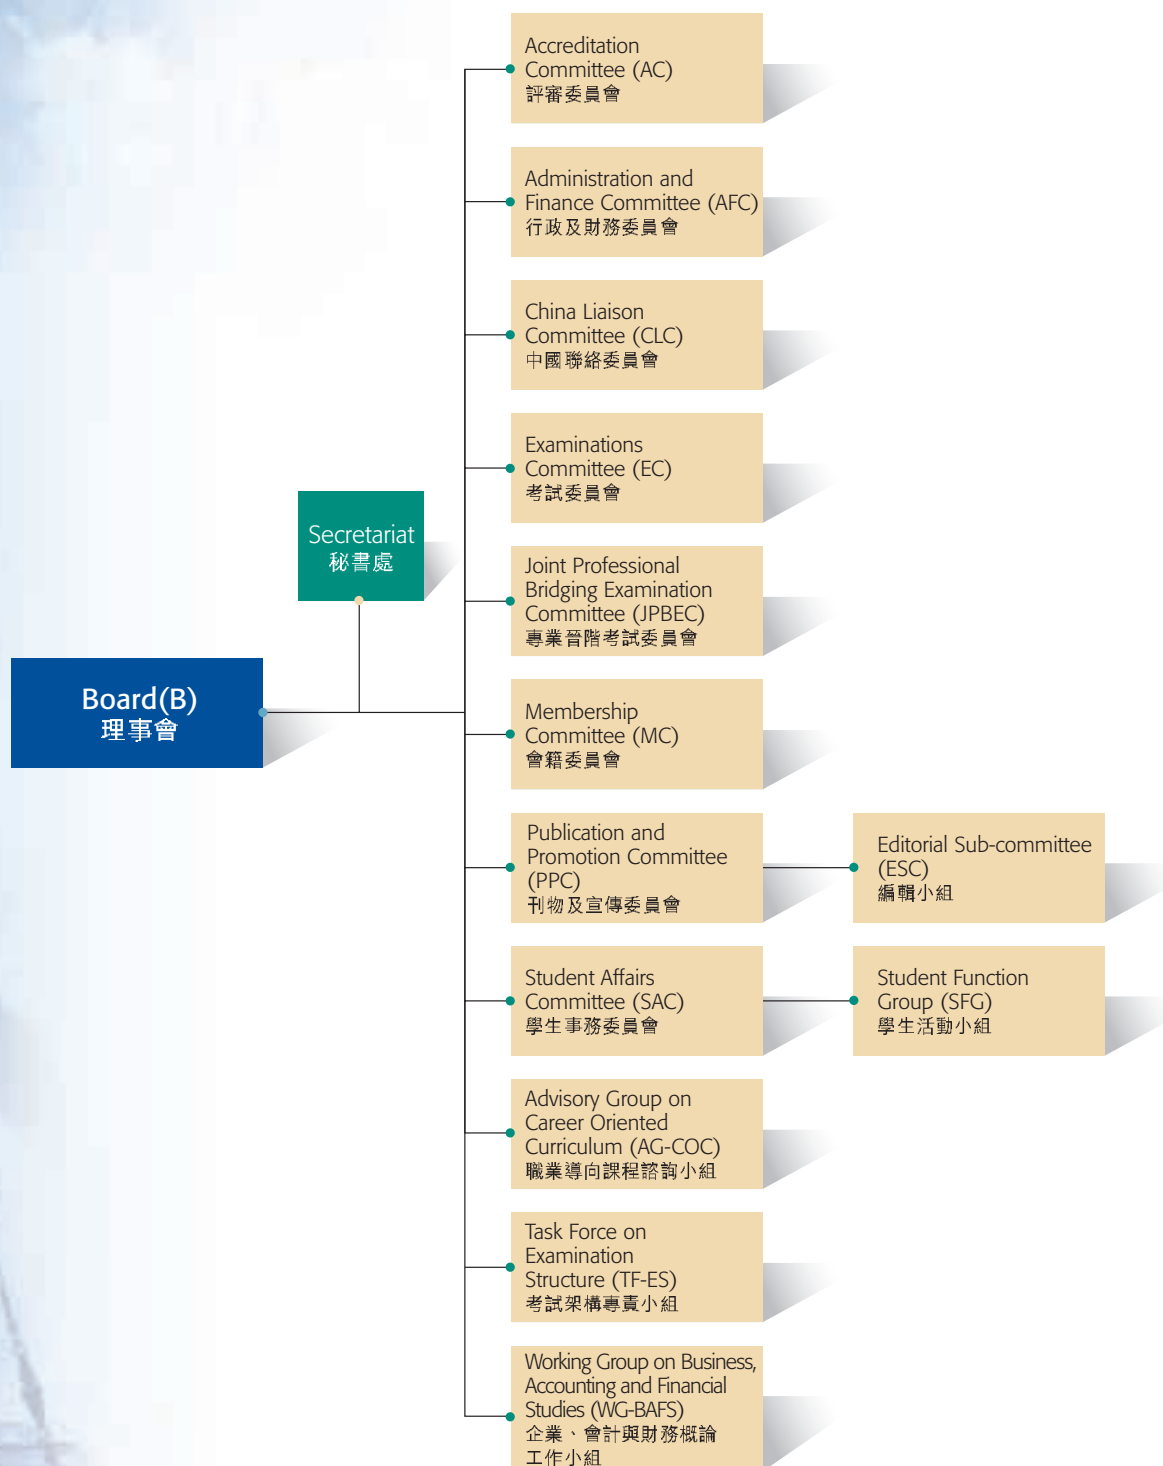 Accreditation
Committee (AC)
評審委員會
Administration and
Finance Committee (AFC)
行政及財務委員會
China Liaison
Committee (CLC)
中國聯絡委員會
Examinations
Committee (EC)
考試委員會
Secretariat
秘書處
Joint Professional
Bridging Examination
Committee (JPBEC)
專業晉階考試委員會
Board(B)
理事會
Membership
Committee (MC)
會籍委員會
Publication and
Promotion Committee
(PPC)
刊物及宣傳委員會
Editorial Sub-committee
(ESC)
編輯小組
Student Affairs
Committee (SAC)
學生事務委員會
Student Function
Group (SFG)
學生活動小組
Advisory Group on
Career Oriented
Curriculum (AG-COC)
職業導向課程諮詢小組
Task Force on
Examination
Structure (TF-ES)
考試架構專責小組
Working Group on Business,
Accounting and Financial
Studies (WG-BAFS)
企業、會計與財務概論
工作小組